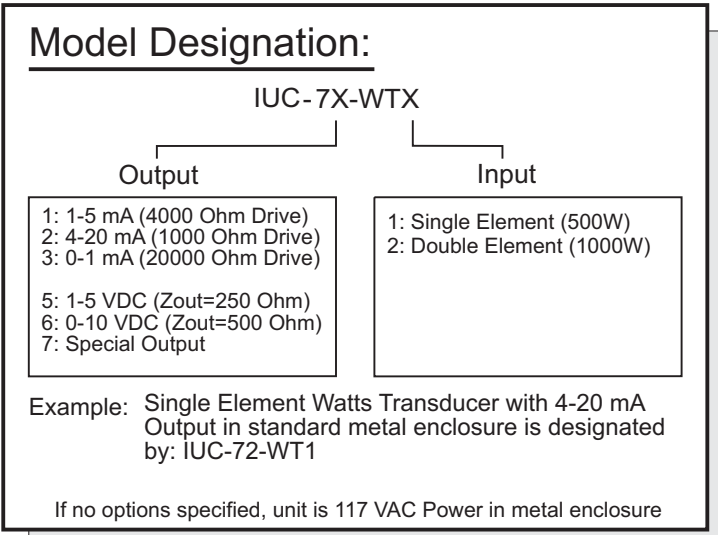 Model Designation:
IUC-7X-WTX
Output
1: 1-5 mA (4000 Ohm Drive)
2: 4-20 mA (1000 Ohm Drive)
3: 0-1 mA (20000 Ohm Drive)
5: 1-5 VDC (Zout=250 Ohm)
6: 0-10 VDC (Zout=500 Ohm)
7: Special Output
Input
1: Single Element (500W)
2: Double Element (1000W)
Example: Single Element Watts Transducer with 4-20 mA
Output in standard metal enclosure is designated
by: IUC-72-WT1
If no options specified, unit is 117 VAC Power in metal enclosure